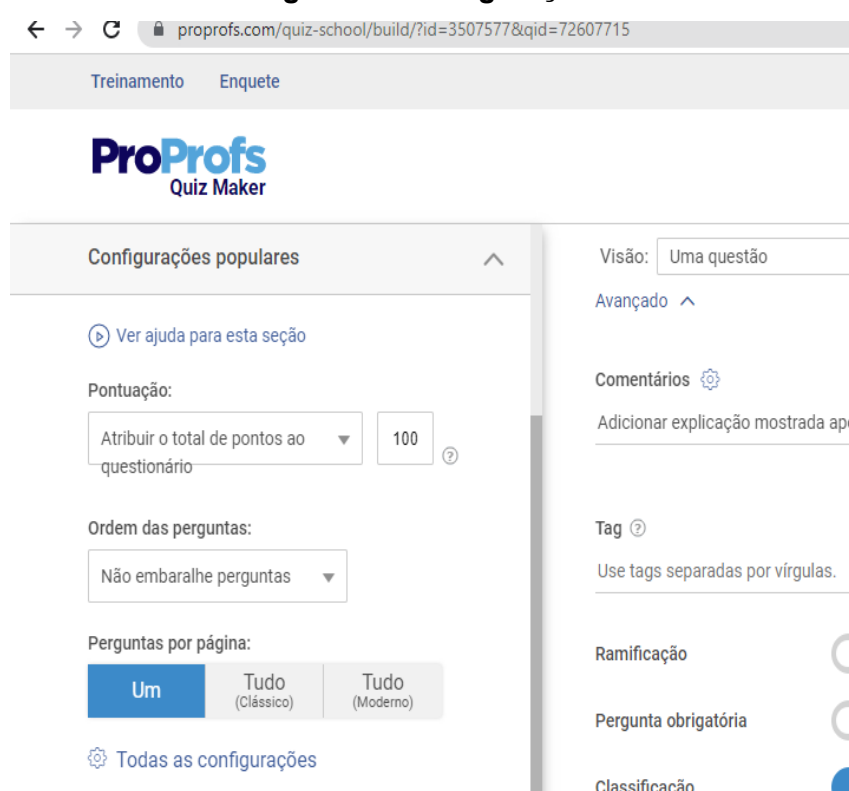 proprofs.com/quiz-school/build/?id=3507577&qid=72607715
Treinamento Enquete
ProProfs
Quiz Maker
Configurações populares
Ver ajuda para esta seção
Pontuação:
Atribuir o total de pontos ao
questionário
100
Ordem das perguntas:
Não embaralhe perguntas
Perguntas por página:
Um
Tudo
(Clássico)
Tudo
(Moderno)
Todas as configurações
Visão: Uma questão
Avançado
Comentários
Adicionar explicação mostrada
Tag
Use tags separadas por vírgulas.
Ramificação
Pergunta obrigatória
Classificação